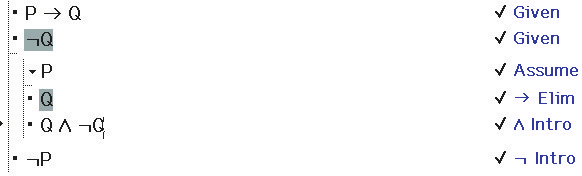 P → Q ✓ Given
¬Q ✓ Given
P ✓ Assume
Q ✓ → Elim
Q ∧ ¬Q ✓ ∧ Intro
¬P ✓ ¬ Intro